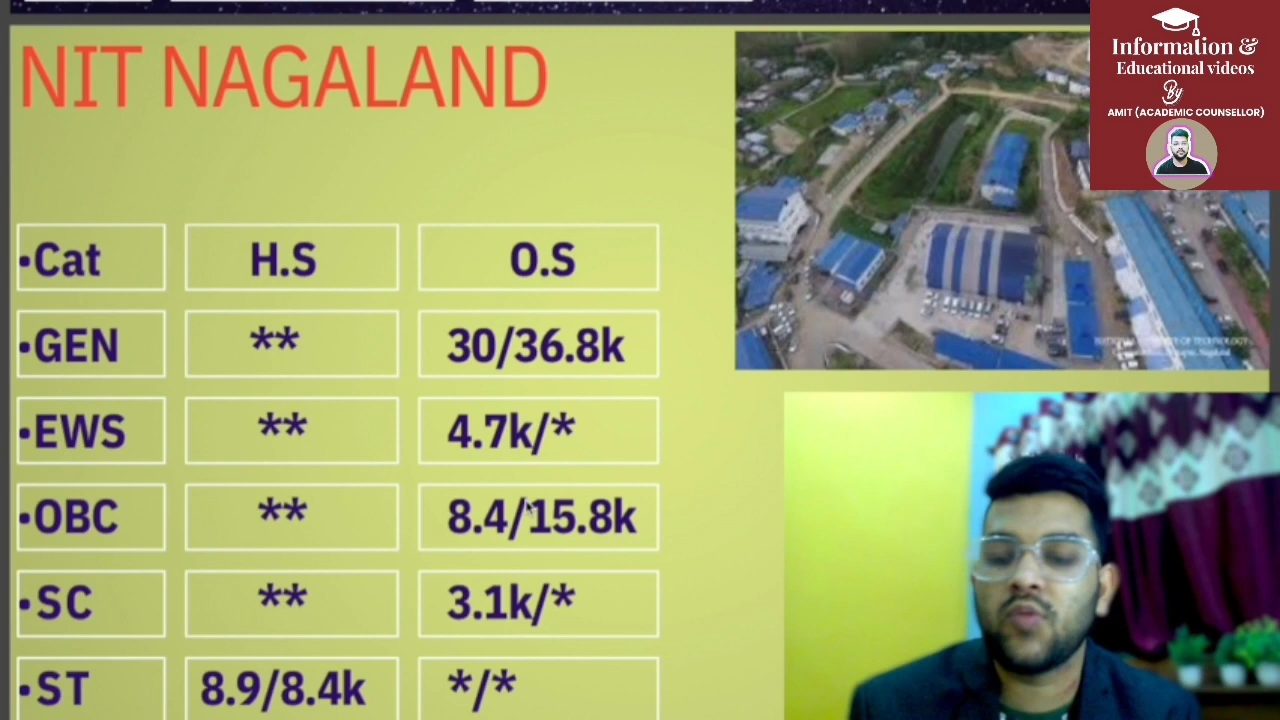 NIT NAGALAND
Information &
Educational videos
By
AMIT (ACADEMIC COUNSELLOR)
•Cat H.S O.S
•GEN ** 30/36.8k
•EWS ** 4.7k/*
•OBC ** 8.4/15.8k
•SC ** 3.1k/*
•ST 8.9/8.4k */*